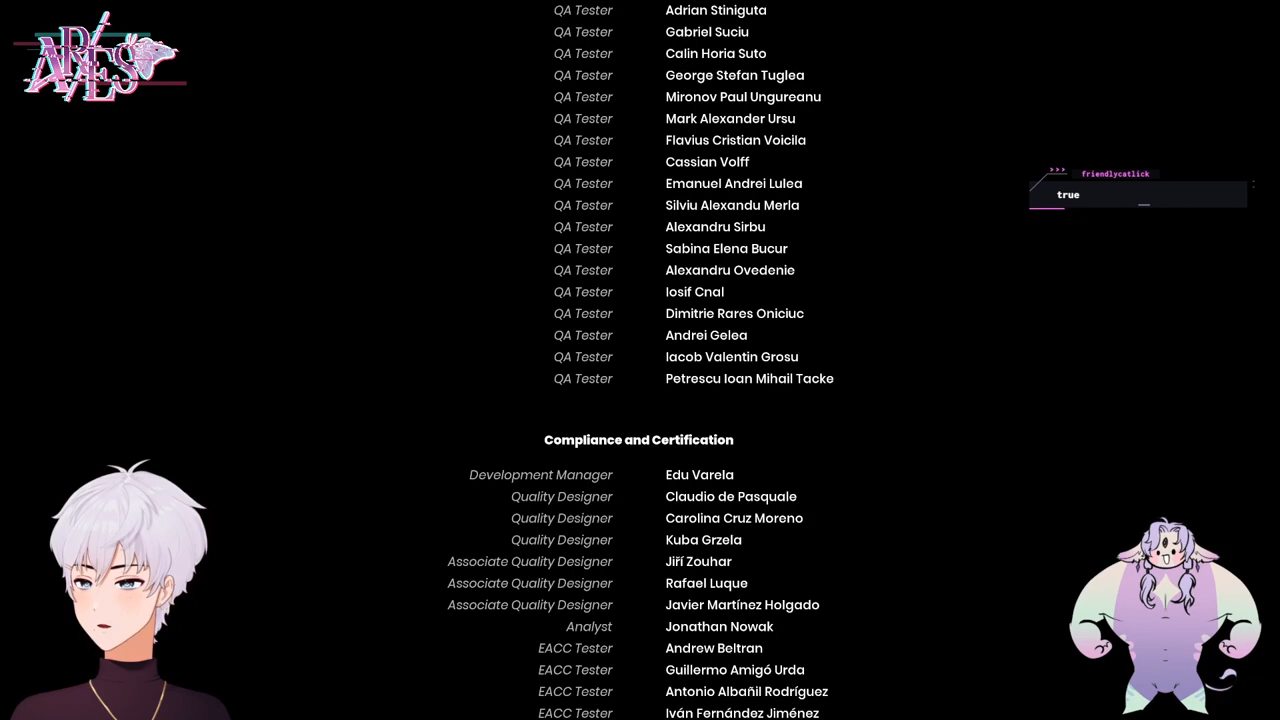 ARES
QA Tester Adrian Stiniguta
QA Tester Gabriel Suciu
QA Tester Calin Horia Suto
QA Tester George Stefan Tuglea
QA Tester Mironov Paul Ungureanu
QA Tester Mark Alexander Ursu
QA Tester Flavius Cristian Voicila
QA Tester Cassian Volff
QA Tester Emanuel Andrei Lulea
QA Tester Silviu Alexandu Merla
QA Tester Alexandru Sirbu
QA Tester Sabina Elena Bucur
QA Tester Alexandru Ovedenie
QA Tester Iosif Cnal
QA Tester Dimitrie Rares Oniciuc
QA Tester Andrei Gelea
QA Tester Iacob Valentin Grosu
QA Tester Petrescu Ioan Mihail Tacke
>>> friendlycatlick
true
Compliance and Certification
Development Manager Edu Varela
Quality Designer Claudio de Pasquale
Quality Designer Carolina Cruz Moreno
Quality Designer Kuba Grzela
Associate Quality Designer Jiří Zouhar
Associate Quality Designer Rafael Luque
Associate Quality Designer Javier Martínez Holgado
Analyst Jonathan Nowak
EACC Tester Andrew Beltran
EACC Tester Guillermo Amigó Urda
EACC Tester Antonio Albañil Rodríguez
EACC Tester Iván Fernández Jiménez